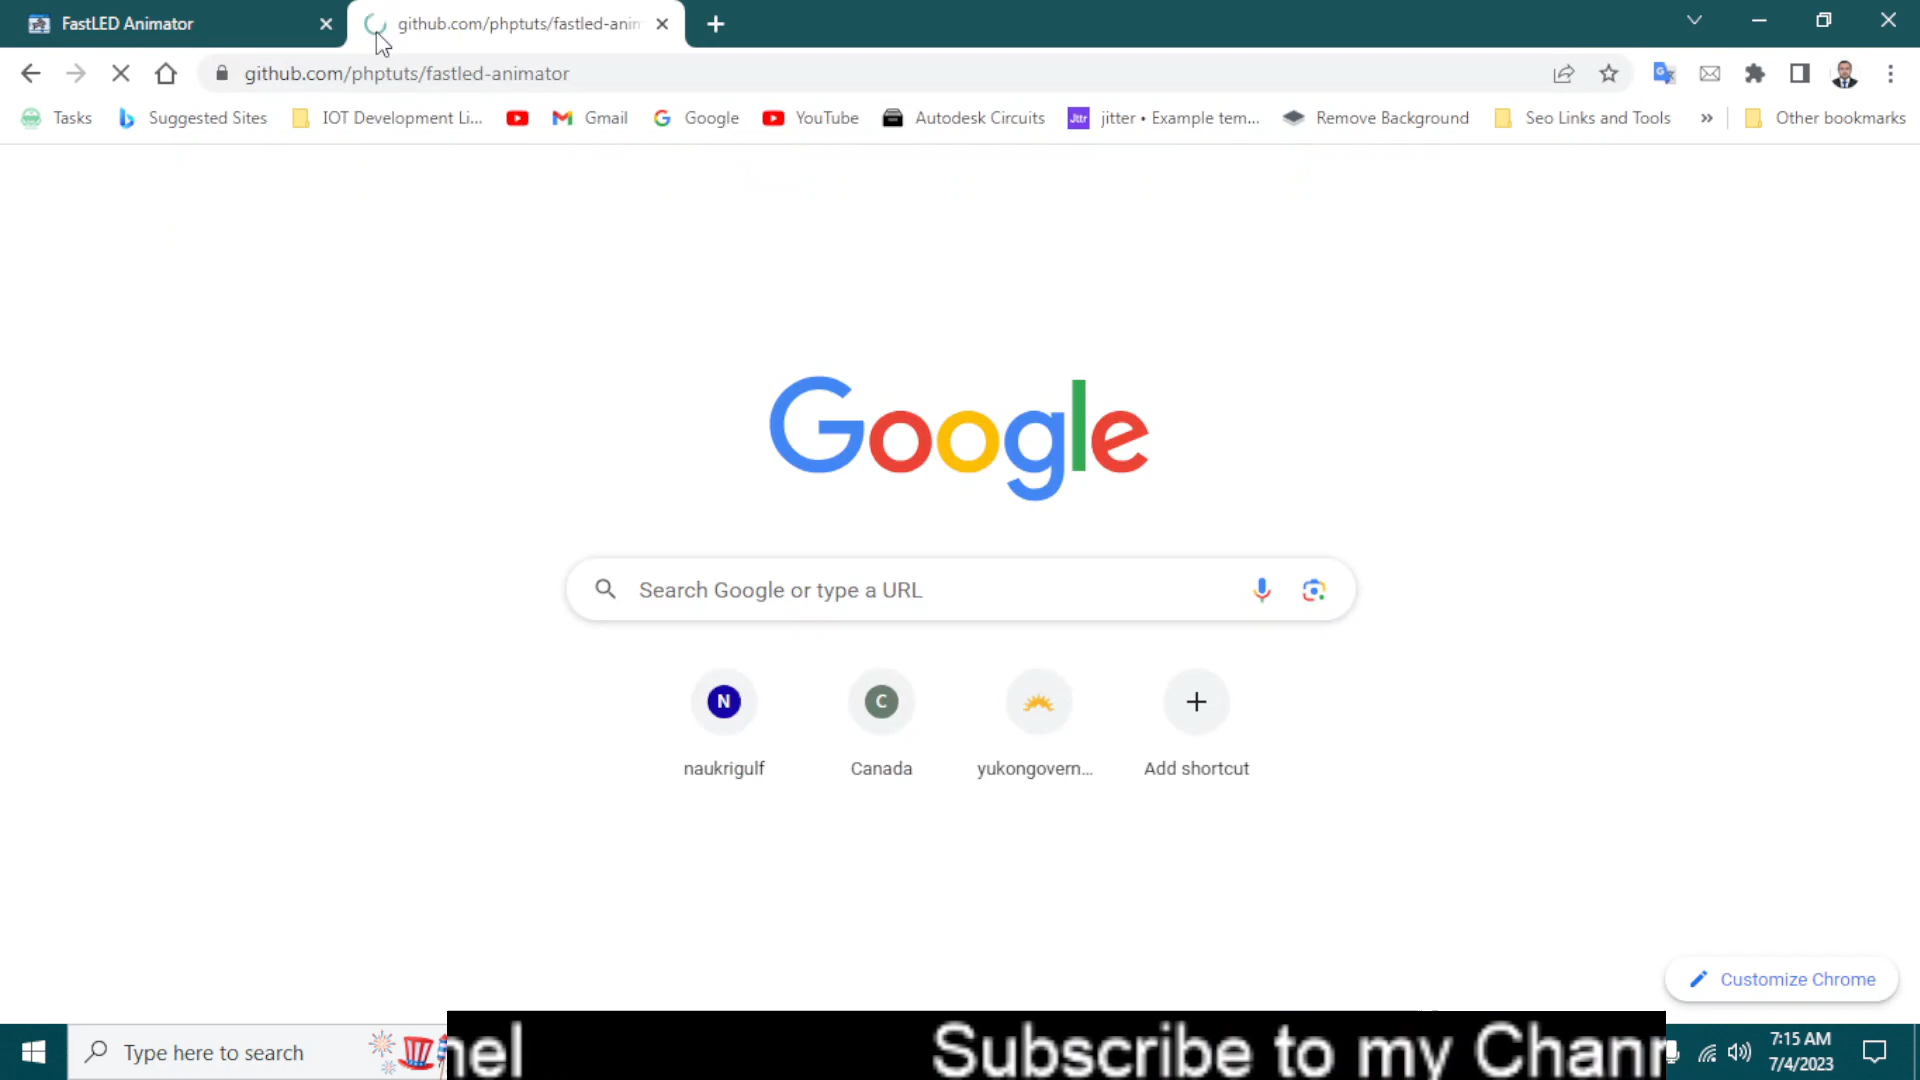 FastLED Animator
github.com/phptuts/fastled-anim
github.com/phptuts/fastled-animator
Tasks
Suggested Sites
IOT Development Li...
Gmail
Google
YouTube
Autodesk Circuits
Jttr
jitter • Example tem...
Remove Background
Seo Links and Tools
»
Other bookmarks
Google
Search Google or type a URL
N
C
naukrigulf
Canada
yukongovern...
Add shortcut
Customize Chrome
Type here to search
nel
Subscribe to my Chann
7:15 AM
7/4/2023